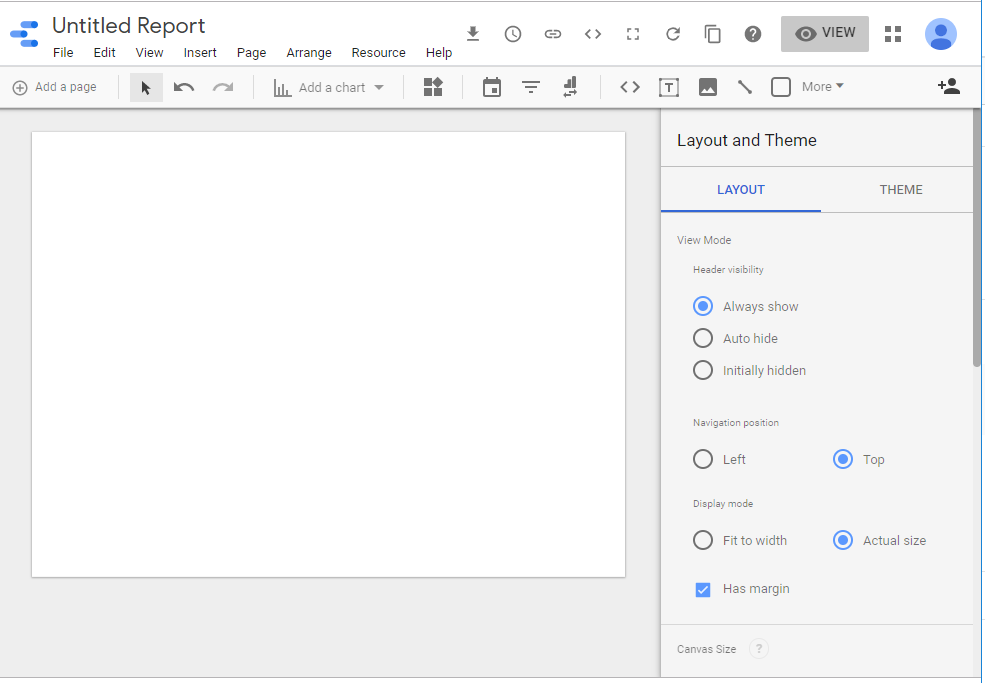 Untitled Report
File Edit View Insert Page Arrange Resource Help
VIEW
Add a page
Add a chart
T
More
Layout and Theme
LAYOUT THEME
View Mode
Header visibility
Always show
Auto hide
Initially hidden
Navigation position
Left Top
Display mode
Fit to width Actual size
Has margin
Canvas Size ?